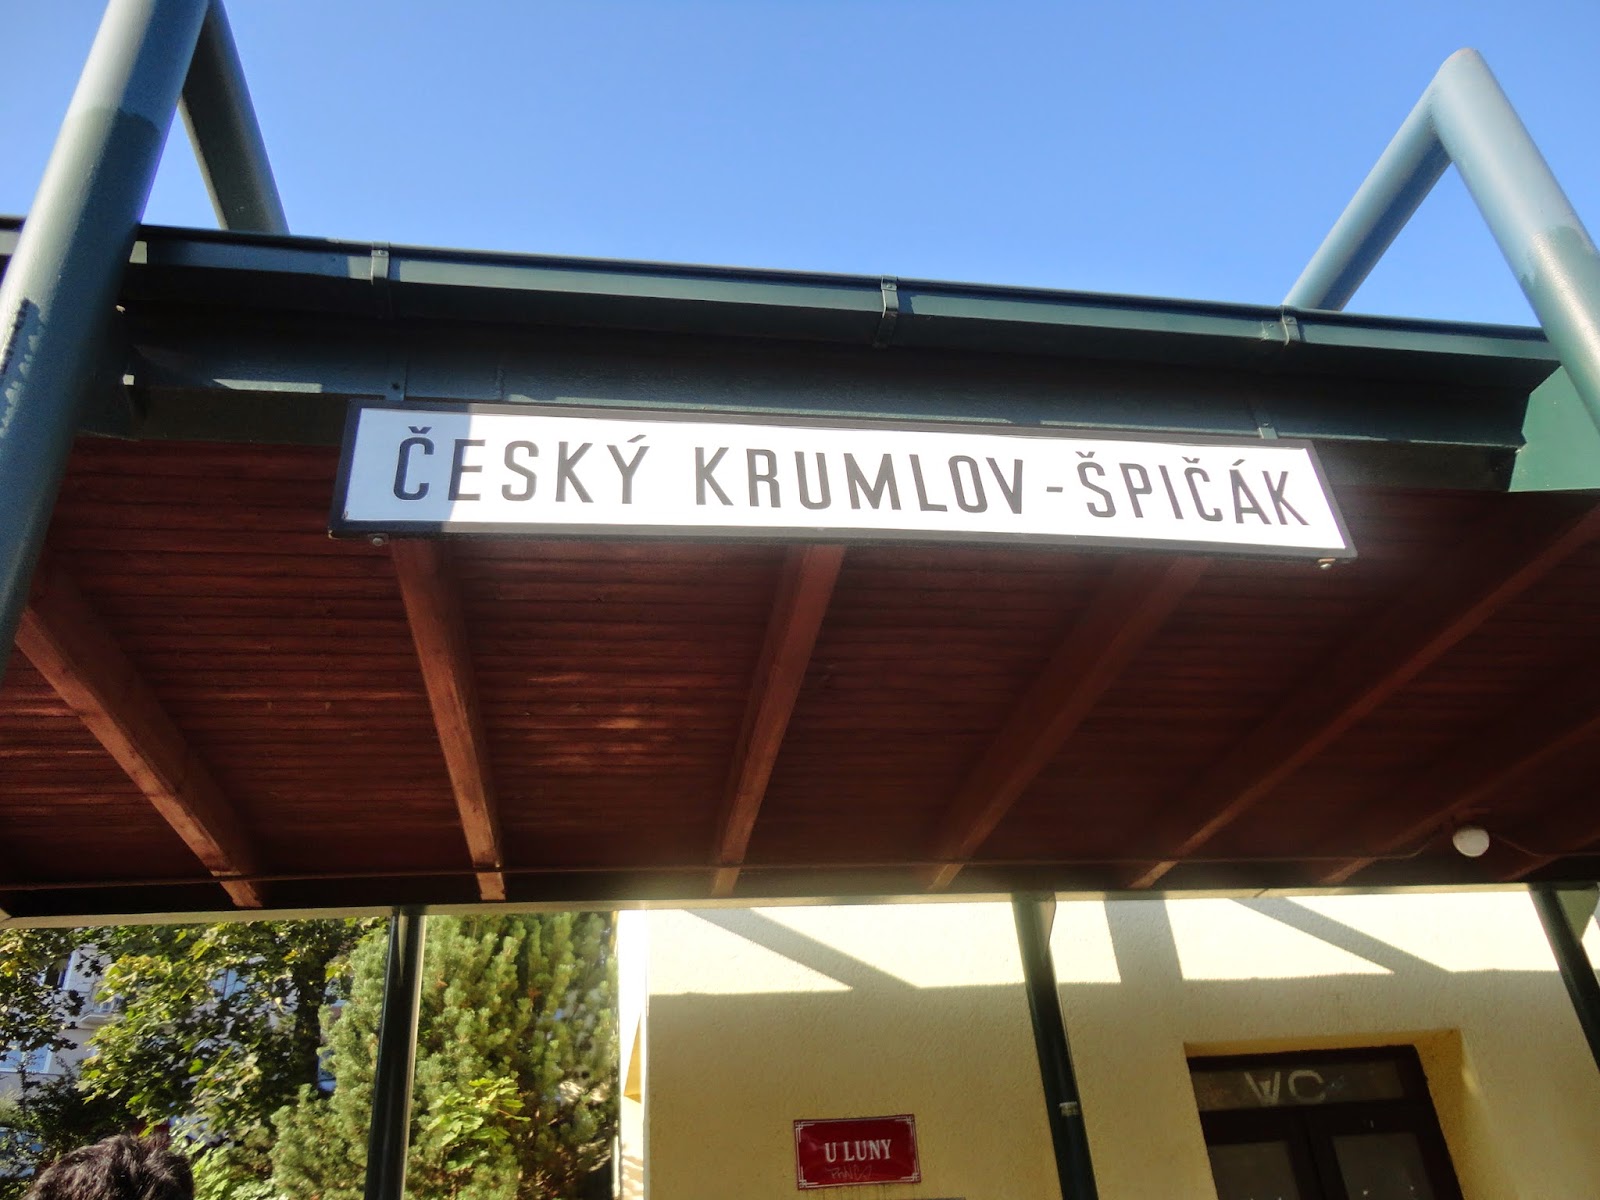 ČESKÝ KRUMLOV-ŠPIČÁK
WC
U LUNY